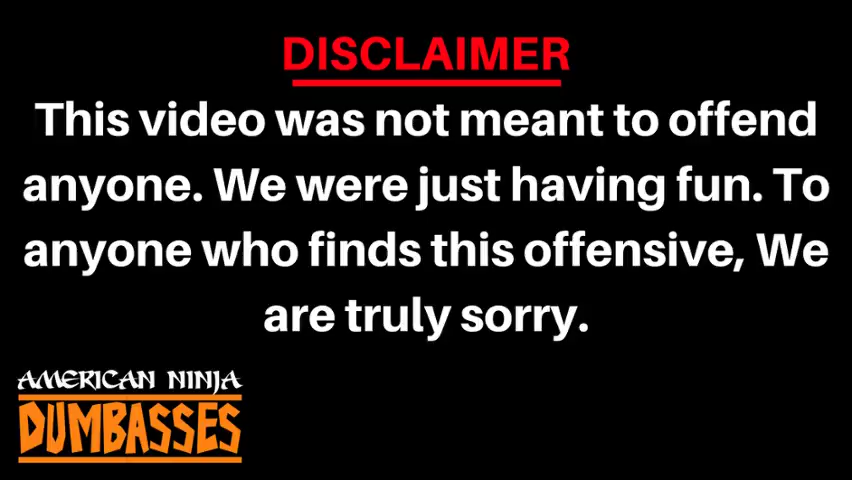 DISCLAIMER
This video was not meant to offend
anyone. We were just having fun. To
anyone who finds this offensive, We
are truly sorry.
AMERICAN NINJA
DUMBASSES